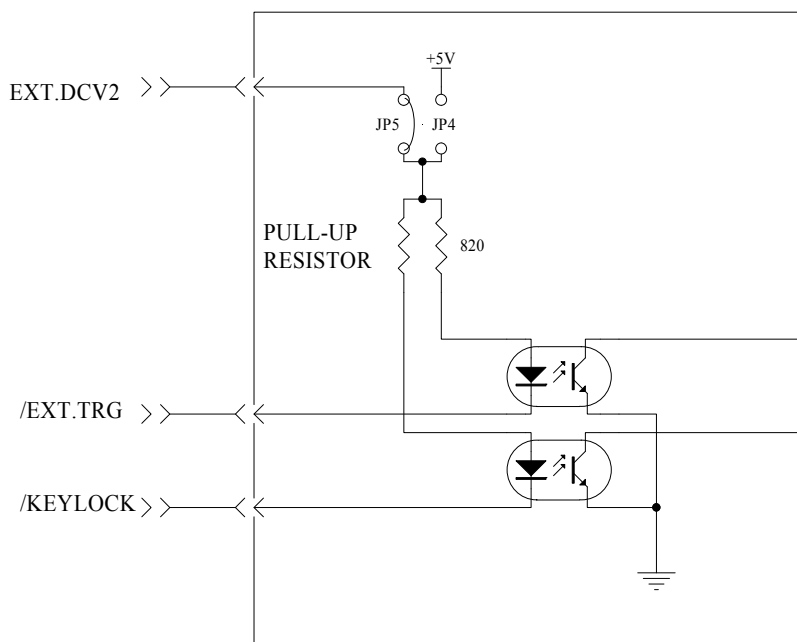 +5V
EXT.DCV2
JP5
JP4
PULL-UP
RESISTOR
820
/EXT.TRG
/KEYLOCK